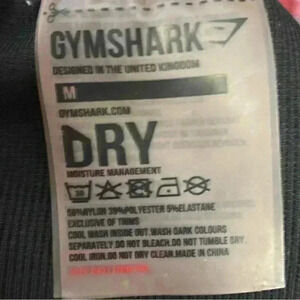 GYMSHARK
DESIGNED IN THE UNITED KINGDOM
M
GYMSHARK.COM
DRY
MOISTURE MANAGEMENT
NYLON 39%POLYESTER 5%ELASTANE
EXCLUSIVE OF TRIMS
COOL WASH INSIDE OUT.WASH DARK COLOURS
SEPARATELY.DO NOT BLEACH.DO NOT TUMBLE DRY.
COOL IRON.DO NOT DRY CLEAN.MADE IN CHINA